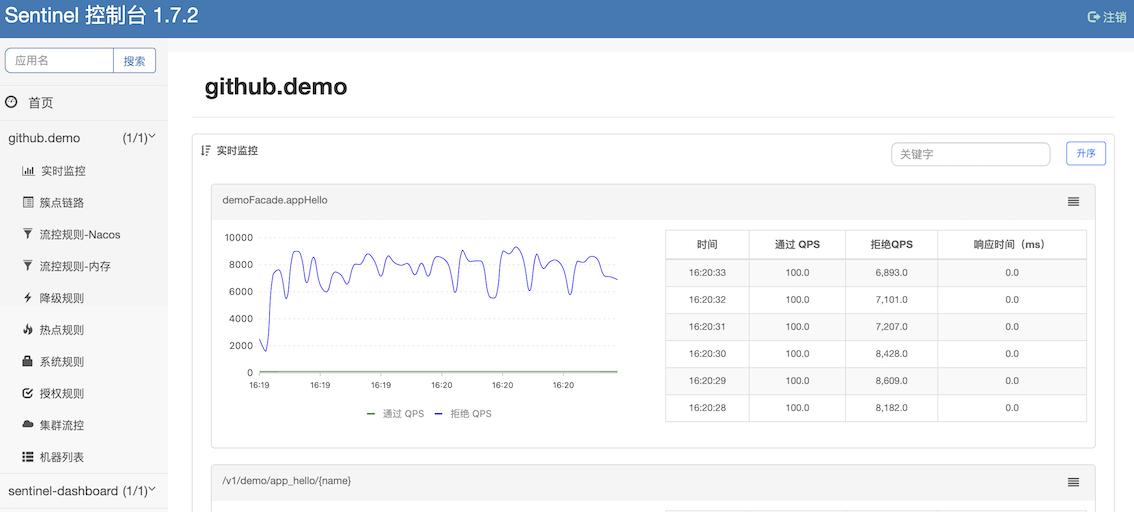 Sentinel 控制台 1.7.2
注销
应用名
搜索
首页
github.demo (1/1)
实时监控
簇点链路
流控规则-Nacos
流控规则-内存
降级规则
热点规则
系统规则
授权规则
集群流控
机器列表
sentinel-dashboard (1/1)
github.demo
实时监控
关键字
升序
demoFacade.appHello
10000
8000
6000
4000
2000
0
16:19 16:19 16:19 16:20 16:20 16:20
通过 QPS 拒绝 QPS
时间 通过 QPS 拒绝QPS 响应时间（ms）
16:20:33 100.0 6,893.0 0.0
16:20:32 100.0 7,101.0 0.0
16:20:31 100.0 7,207.0 0.0
16:20:30 100.0 8,428.0 0.0
16:20:29 100.0 8,609.0 0.0
16:20:28 100.0 8,182.0 0.0
/v1/demo/app_hello/{name}